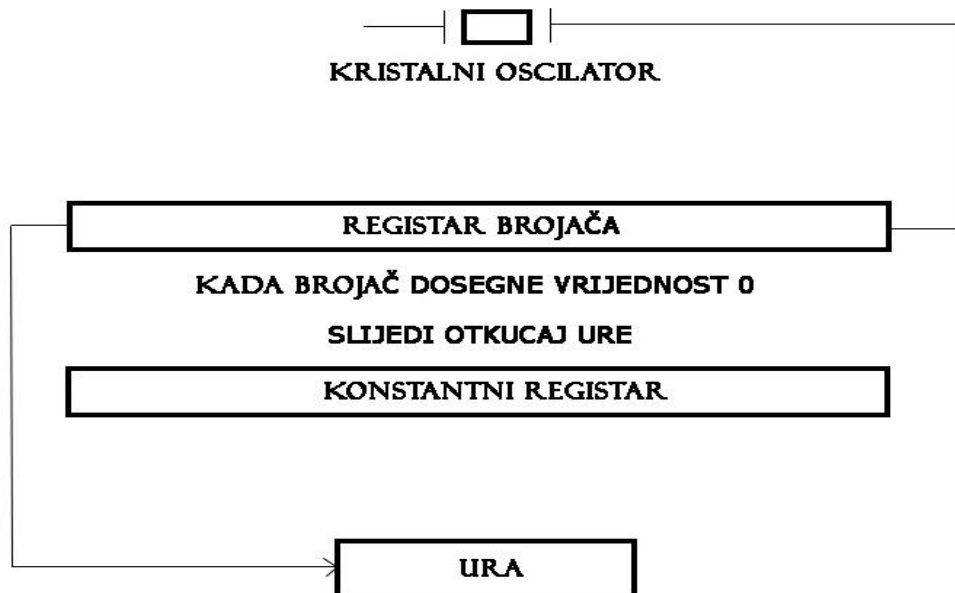 KRISTALNI OSCILATOR
REGISTAR BROJAČA
KADA BROJAČ DOSEGNE VRIJEDNOST 0
SLIJEDI OTKUCAJ URE
KONSTANTNI REGISTAR
URA